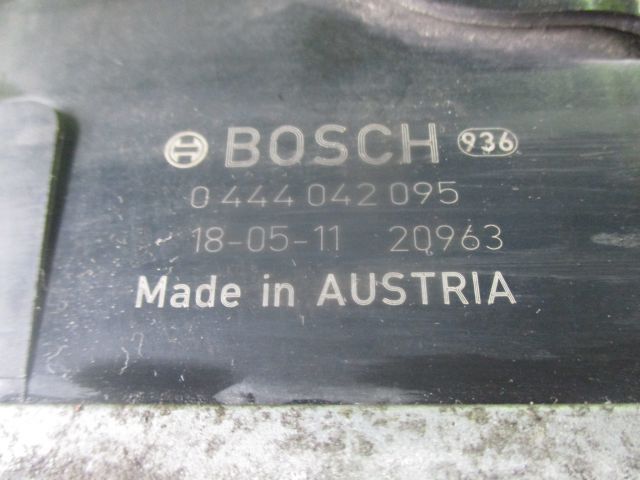 BOSCH 936
0 444 042 095
18-05-11 20963
Made in AUSTRIA